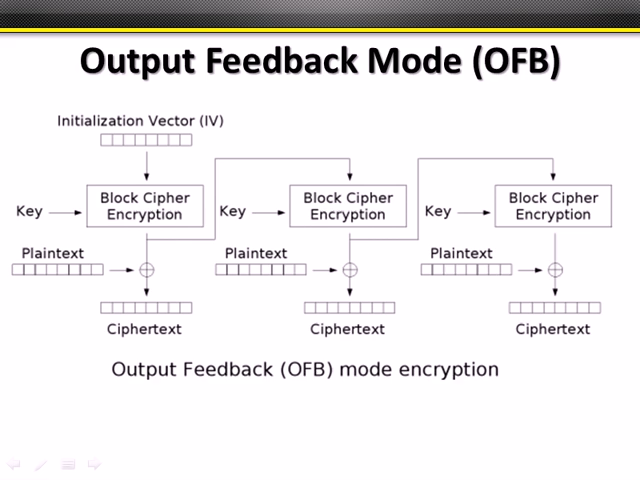 Output Feedback Mode (OFB)
Initialization Vector (IV)
Block Cipher
Encryption
Block Cipher
Encryption
Block Cipher
Encryption
Key
Key
Key
Plaintext
Plaintext
Plaintext
Ciphertext
Ciphertext
Ciphertext
Output Feedback (OFB) mode encryption